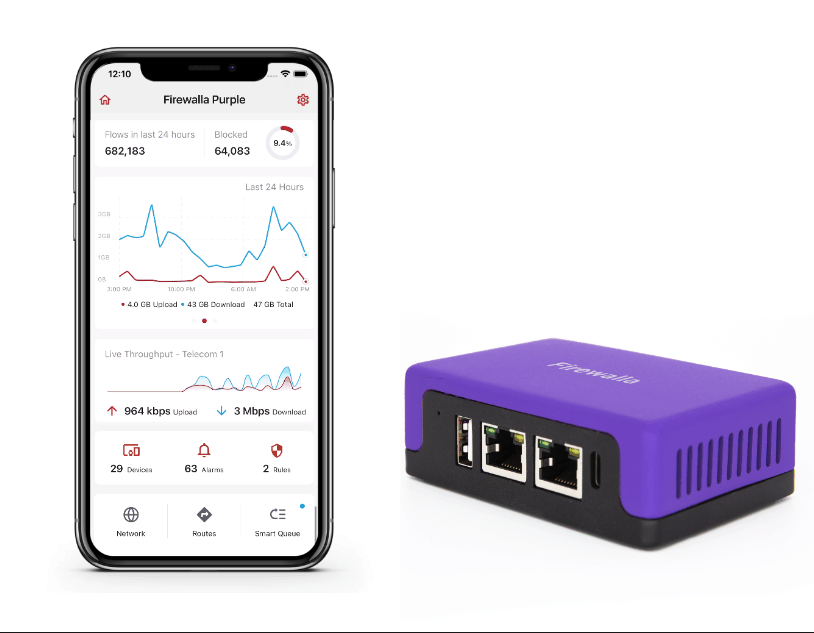 12:10
Firewalla Purple
Flows in last 24 hours
682,183
Blocked
64,083
9.4%
Last 24 Hours
3GB
2GB
1GB
0B
3:00 PM 10:00 PM 6:00 AM 2:00 PM
4.0 GB Upload 43 GB Download 47 GB Total
Live Throughput - Telecom 1
964 kbps Upload 3 Mbps Download
29 Devices 63 Alarms 2 Rules
Network Routes Smart Queue
Firewalla